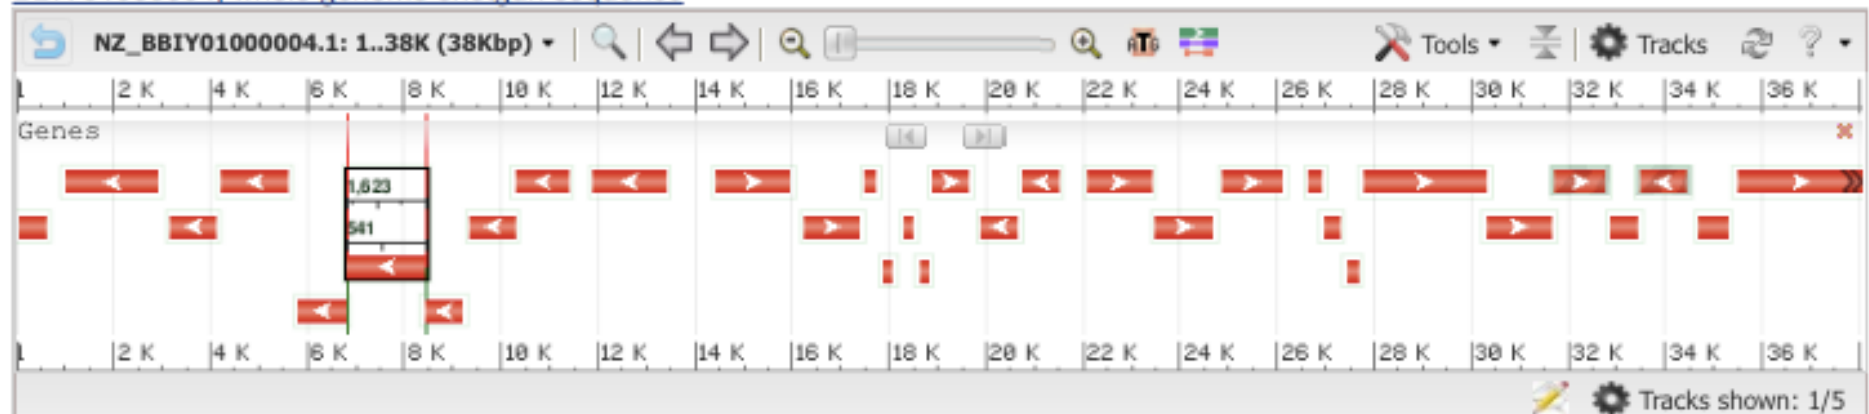 NZ_BBIY01000004.1: 1..38K (38Kbp) ATG Tools Tracks ?
1 2 K 4 K 6 K 8 K 10 K 12 K 14 K 16 K 18 K 20 K 22 K 24 K 26 K 28 K 30 K 32 K 34 K 36 K
Genes
1,623
541
1 2 K 4 K 6 K 8 K 10 K 12 K 14 K 16 K 18 K 20 K 22 K 24 K 26 K 28 K 30 K 32 K 34 K 36 K
Tracks shown: 1/5